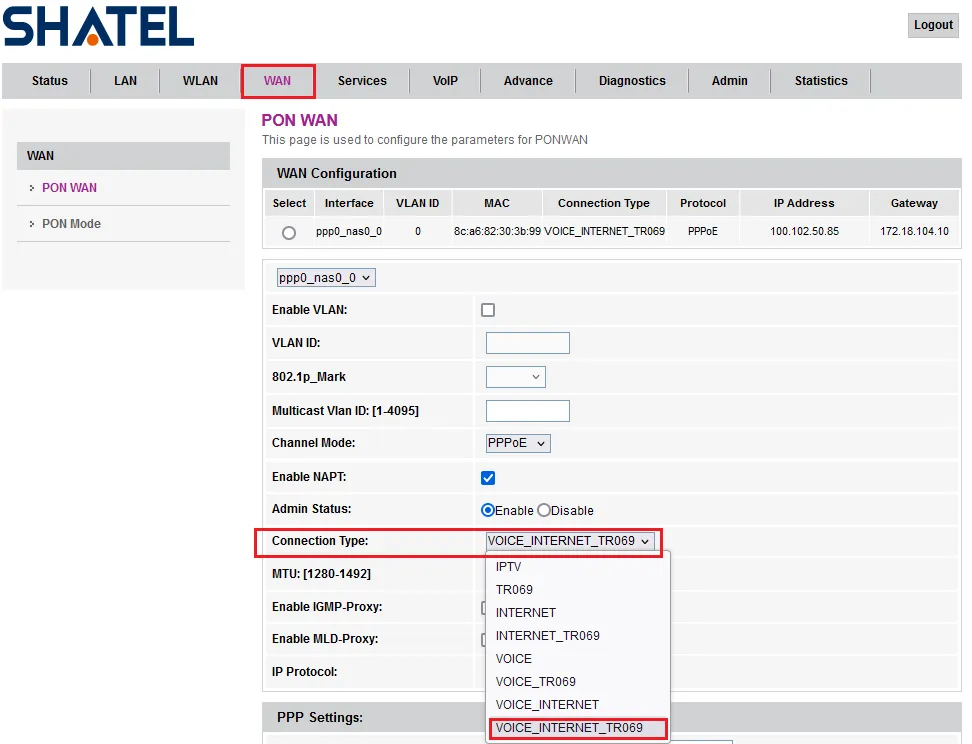 SHATEL
Logout
Status LAN WLAN WAN Services VoIP Advance Diagnostics Admin Statistics
WAN
PON WAN
PON Mode
PON WAN
This page is used to configure the parameters for PONWAN
WAN Configuration
Select Interface VLAN ID MAC Connection Type Protocol IP Address Gateway
ppp0_nas0_0 0 8c:a6:82:30:3b:99 VOICE_INTERNET_TR069 PPPoE 100.102.50.85 172.18.104.10
ppp0_nas0_0
Enable VLAN:
VLAN ID:
802.1p_Mark
Multicast Vlan ID: [1-4095]
Channel Mode: PPPoE
Enable NAPT:
Admin Status: Enable Disable
Connection Type: VOICE_INTERNET_TR069
IPTV
MTU: [1280-1492]
TR069
INTERNET
Enable IGMP-Proxy:
INTERNET_TR069
Enable MLD-Proxy:
VOICE
IP Protocol:
VOICE_TR069
VOICE_INTERNET
PPP Settings:
VOICE_INTERNET_TR069